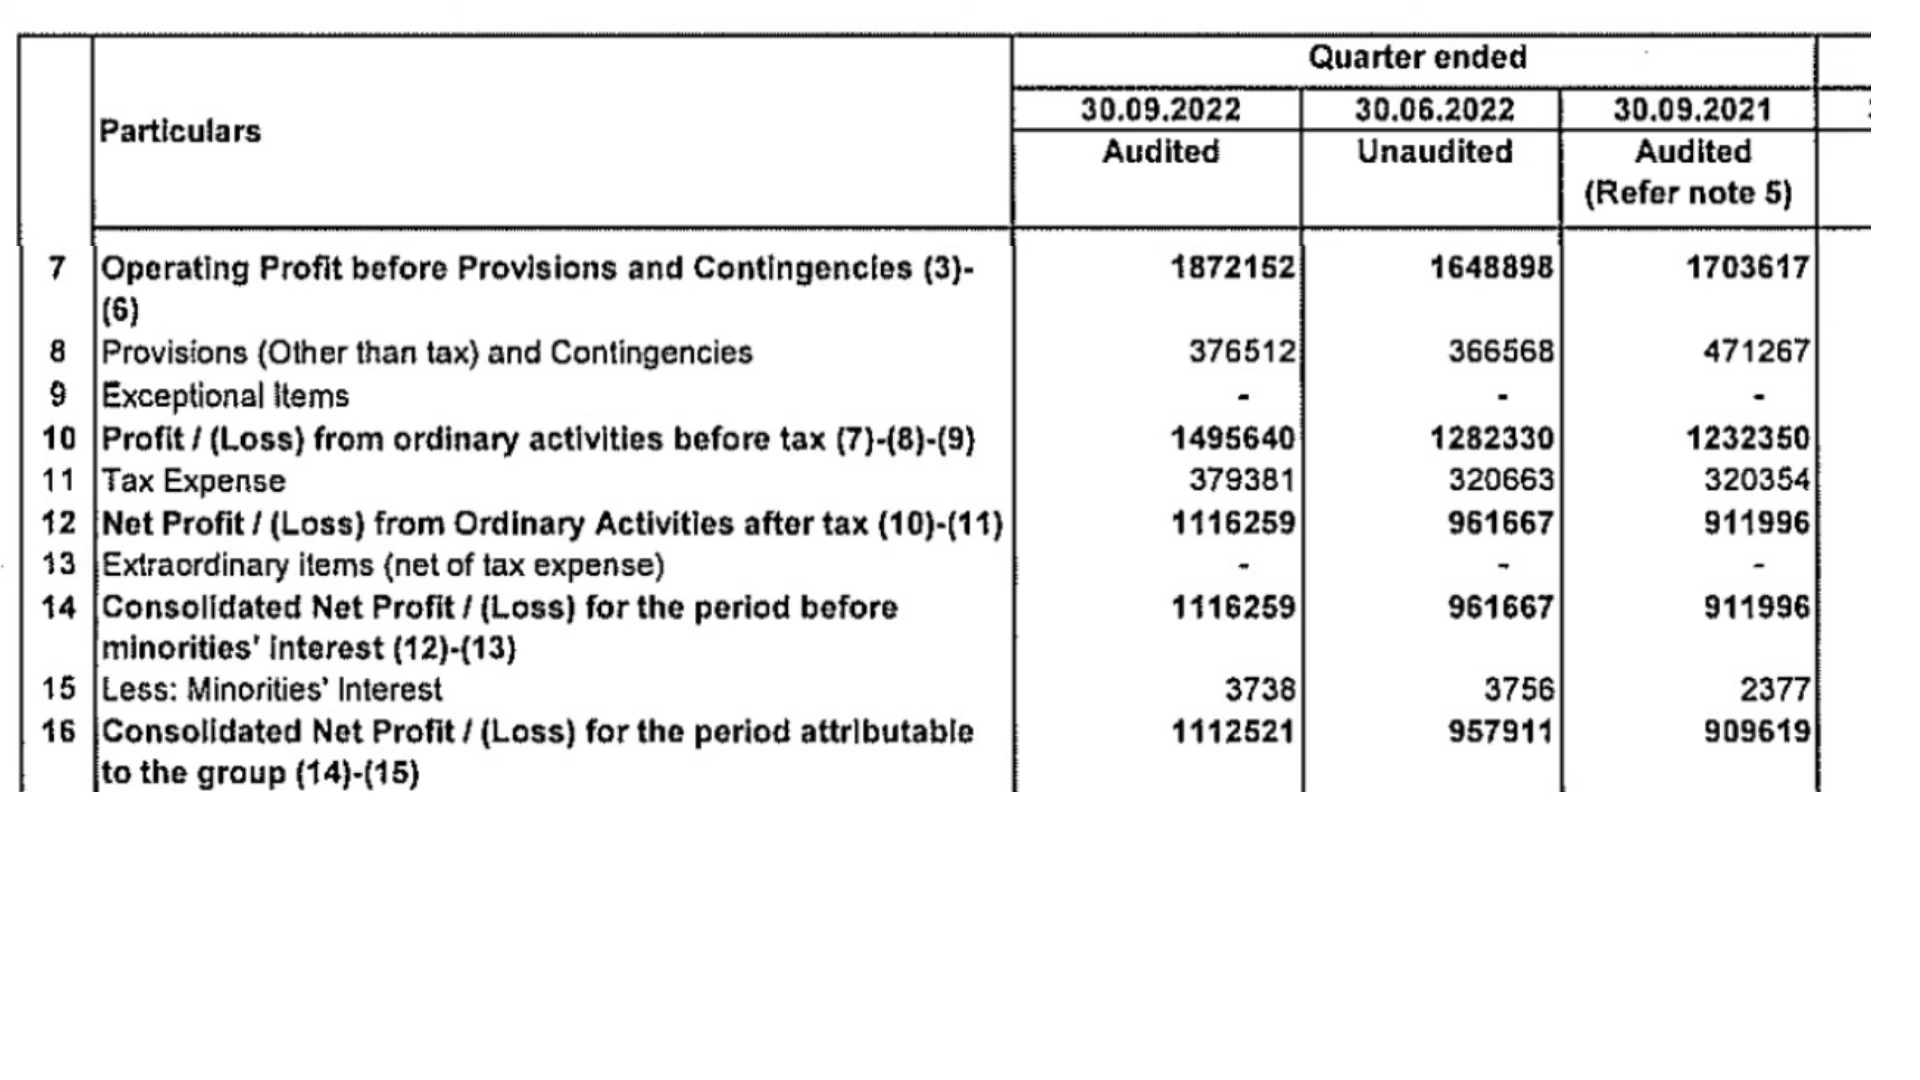 Particulars
Quarter ended
30.09.2022 30.06.2022 30.09.2021
Audited Unaudited Audited
(Refer note 5)
7 Operating Profit before Provisions and Contingencies (3)- 1872152 1648898 1703617
(6)
8 Provisions (Other than tax) and Contingencies 376512 366568 471267
9 Exceptional Items - - -
10 Profit / (Loss) from ordinary activities before tax (7)-(8)-(9) 1495640 1282330 1232350
11 Tax Expense 379381 320663 320354
12 Net Profit / (Loss) from Ordinary Activities after tax (10)-(11) 1116259 961667 911996
13 Extraordinary items (net of tax expense) - - -
14 Consolidated Net Profit / (Loss) for the period before 1116259 961667 911996
minorities' interest (12)-(13)
15 Less: Minorities' Interest 3738 3756 2377
16 Consolidated Net Profit / (Loss) for the period attributable 1112521 957911 909619
to the group (14)-(15)